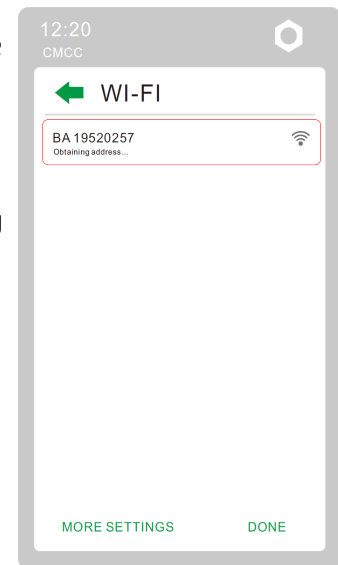 12:20
CMCC
WI-FI
BA 19520257
Obtaining address...
MORE SETTINGS
DONE